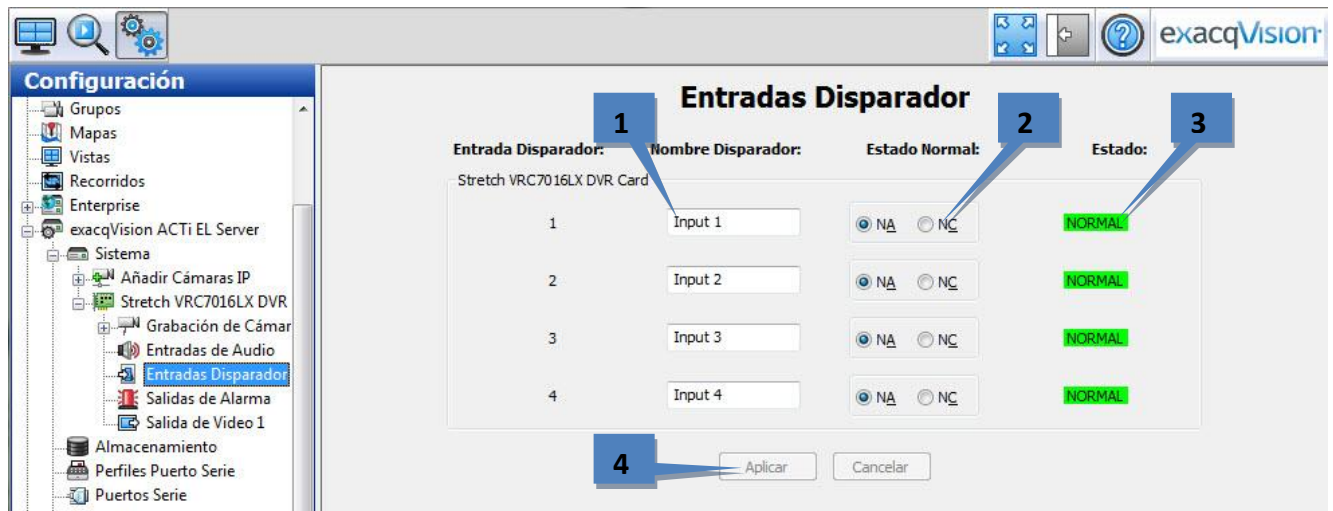 exacqVision
Configuración
Grupos
Mapas
Vistas
Recorridos
Enterprise
exacqVision ACTi EL Server
Sistema
Añadir Cámaras IP
Stretch VRC7016LX DVR
Grabación de Cámar
Entradas de Audio
Entradas Disparador
Salidas de Alarma
Salida de Video 1
Almacenamiento
Perfiles Puerto Serie
Puertos Serie
Entradas Disparador
1 2 3
Entrada Disparador: Nombre Disparador: Estado Normal: Estado:
Stretch VRC7016LX DVR Card
1 Input 1 NA NC NORMAL
2 Input 2 NA NC NORMAL
3 Input 3 NA NC NORMAL
4 Input 4 NA NC NORMAL
4 Aplicar Cancelar